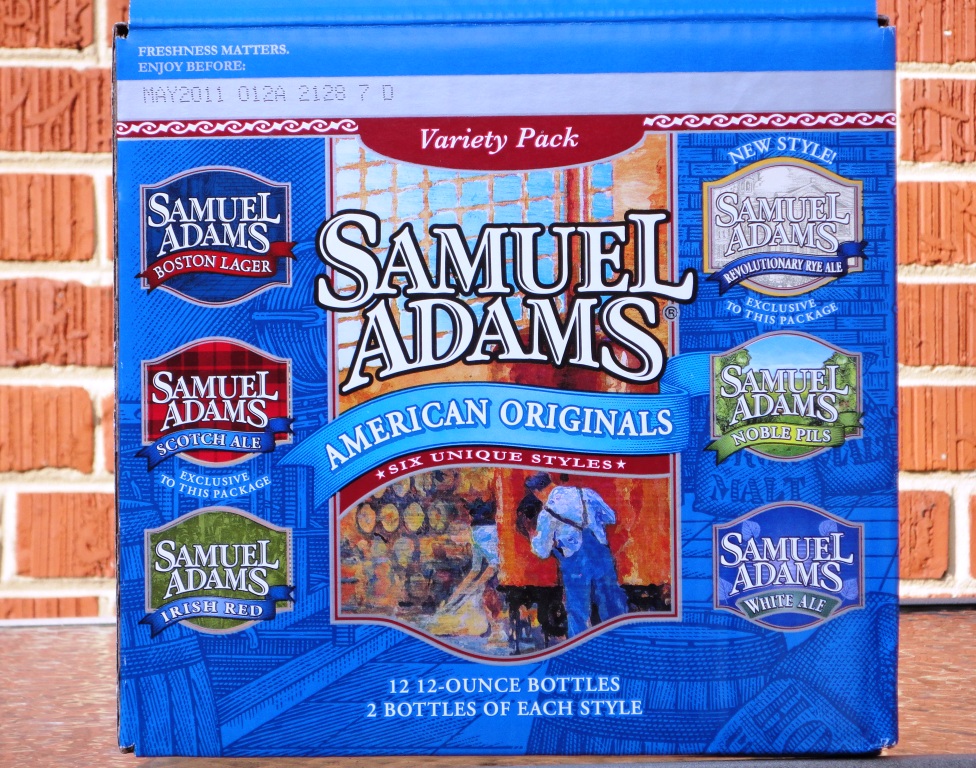 FRESHNESS MATTERS.
ENJOY BEFORE:
MAY2011 012A 2128 7 D
Variety Pack
SAMUEL
ADAMS®
AMERICAN ORIGINALS
★SIX UNIQUE STYLES★
SAMUEL
ADAMS
BOSTON LAGER
SAMUEL
ADAMS
SCOTCH ALE
EXCLUSIVE
TO THIS PACKAGE
SAMUEL
ADAMS
IRISH RED
NEW STYLE!
SAMUEL
ADAMS
REVOLUTIONARY RYE ALE
EXCLUSIVE
TO THIS PACKAGE
SAMUEL
ADAMS
NOBLE PILS
MALT
SAMUEL
ADAMS
WHITE ALE
12 12-OUNCE BOTTLES
2 BOTTLES OF EACH STYLE